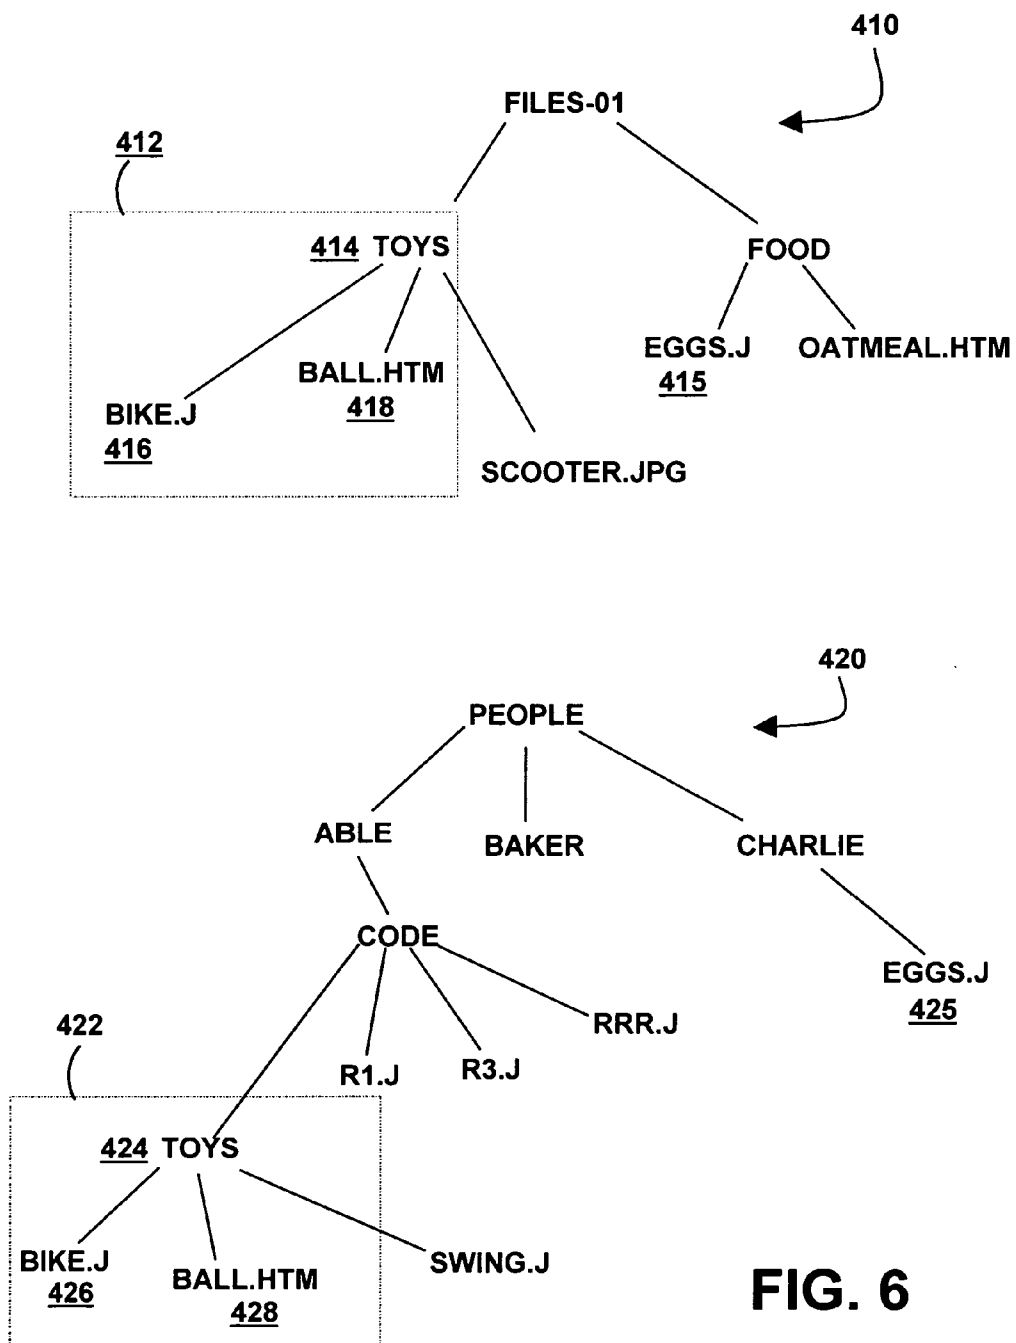 410
FILES-01
412
414 TOYS
FOOD
EGGS.J
415
OATMEAL.HTM
BALL.HTM
418
BIKE.J
416
SCOOTER.JPG
420
PEOPLE
ABLE
BAKER
CHARLIE
CODE
EGGS.J
425
RRR.J
422
R1.J
R3.J
424 TOYS
BIKE.J
426
BALL.HTM
428
SWING.J
FIG. 6